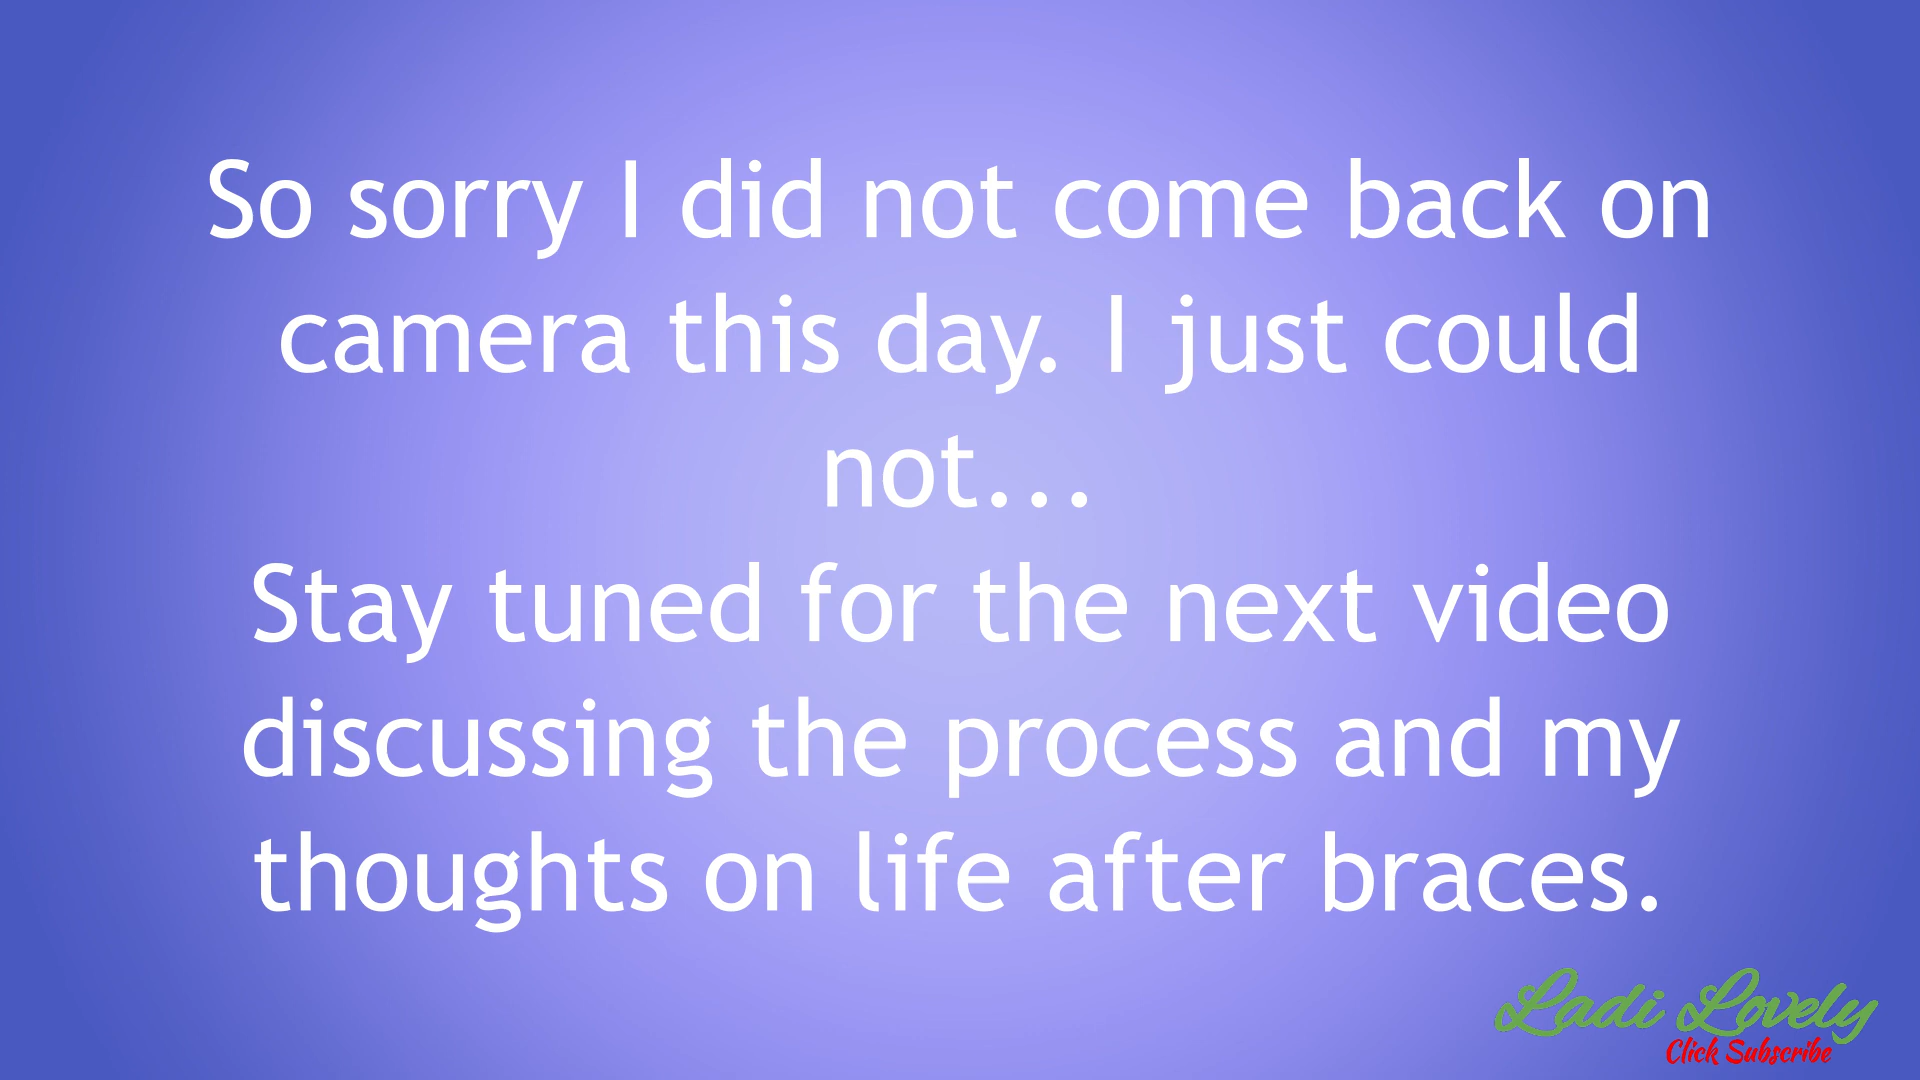 So sorry I did not come back on
camera this day. I just could
not...
Stay tuned for the next video
discussing the process and my
thoughts on life after braces.
Ladi Lovely
Click Subscribe